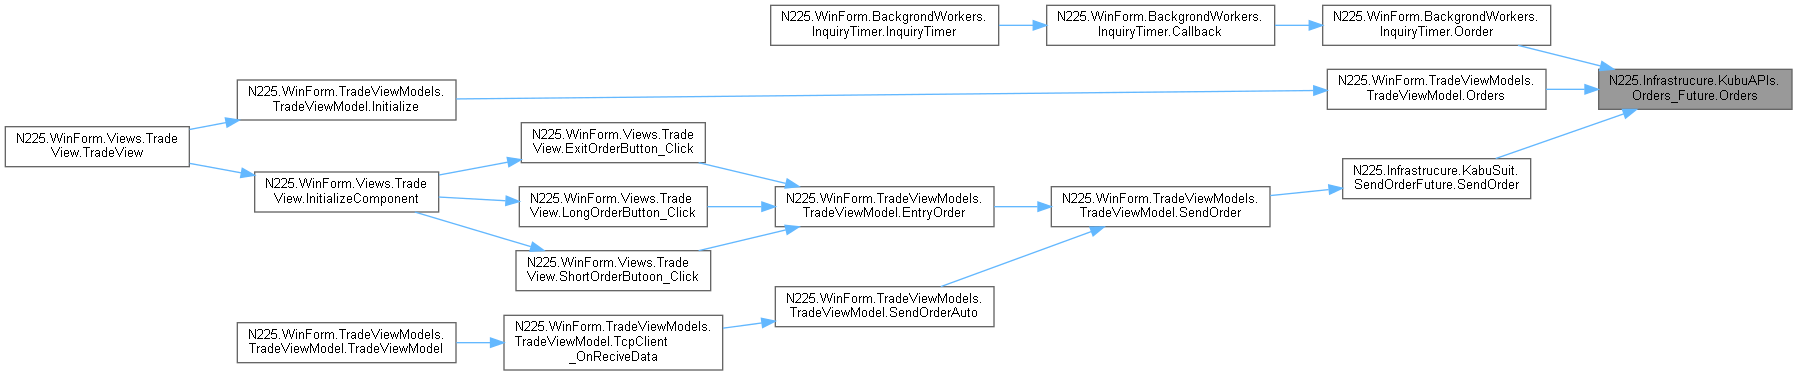 N225.WinForm.BackgrondWorkers.
InquiryTimer.InquiryTimer
N225.WinForm.BackgrondWorkers.
InquiryTimer.Callback
N225.WinForm.BackgrondWorkers.
InquiryTimer.Oorder
N225.Infrastrucure.KubuAPIs.
Orders_Future.Orders
N225.WinForm.TradeViewModels.
TradeViewModel.Orders
N225.WinForm.TradeViewModels.
TradeViewModel.Initialize
N225.WinForm.Views.Trade
View.TradeView
N225.WinForm.Views.Trade
View.ExitOrderButton_Click
N225.WinForm.Views.Trade
View.InitializeComponent
N225.WinForm.Views.Trade
View.LongOrderButton_Click
N225.WinForm.TradeViewModels.
TradeViewModel.EntryOrder
N225.WinForm.TradeViewModels.
TradeViewModel.SendOrder
N225.Infrastrucure.KabuSuit.
SendOrderFuture.SendOrder
N225.WinForm.Views.Trade
View.ShortOrderButoon_Click
N225.WinForm.TradeViewModels.
TradeViewModel.SendOrderAuto
N225.WinForm.TradeViewModels.
TradeViewModel.TcpClient
_OnReciveData
N225.WinForm.TradeViewModels.
TradeViewModel.TradeViewModel